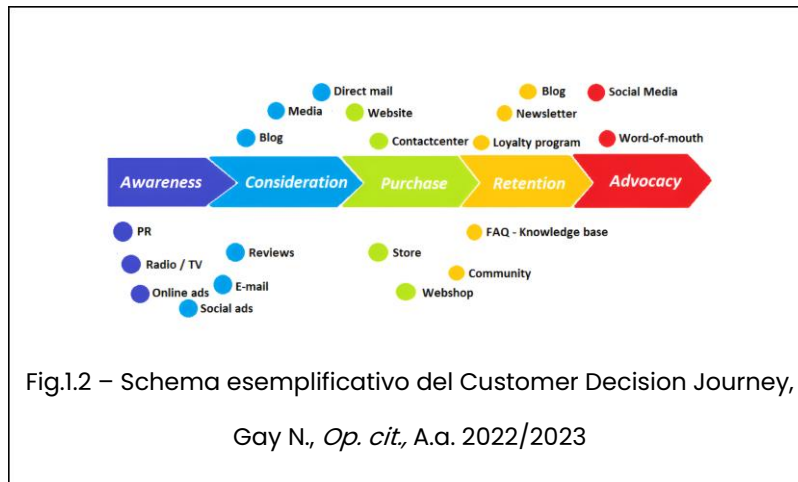 Direct mail
Blog
Social Media
Media
Website
Newsletter
Blog
Contactcenter
Loyalty program
Word-of-mouth
Awareness
Consideration
Purchase
Retention
Advocacy
PR
FAQ - Knowledge base
Reviews
Store
Radio / TV
Community
E-mail
Online ads
Webshop
Social ads
Fig.1.2 – Schema esemplificativo del Customer Decision Journey,
Gay N., Op. cit., A.a. 2022/2023